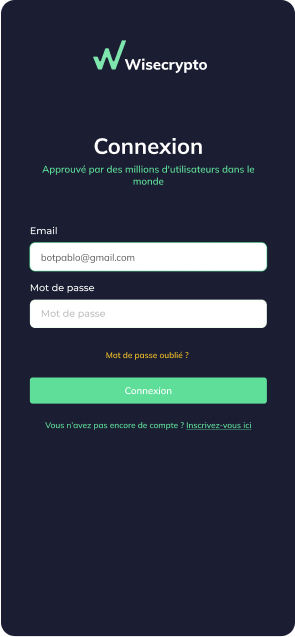 Wisecrypto
Connexion
Approuvé par des millions d'utilisateurs dans le
monde
Email
botpablo@gmail.com
Mot de passe
Mot de passe
Mot de passe oublié ?
Connexion
Vous n'avez pas encore de compte ? Inscrivez-vous ici